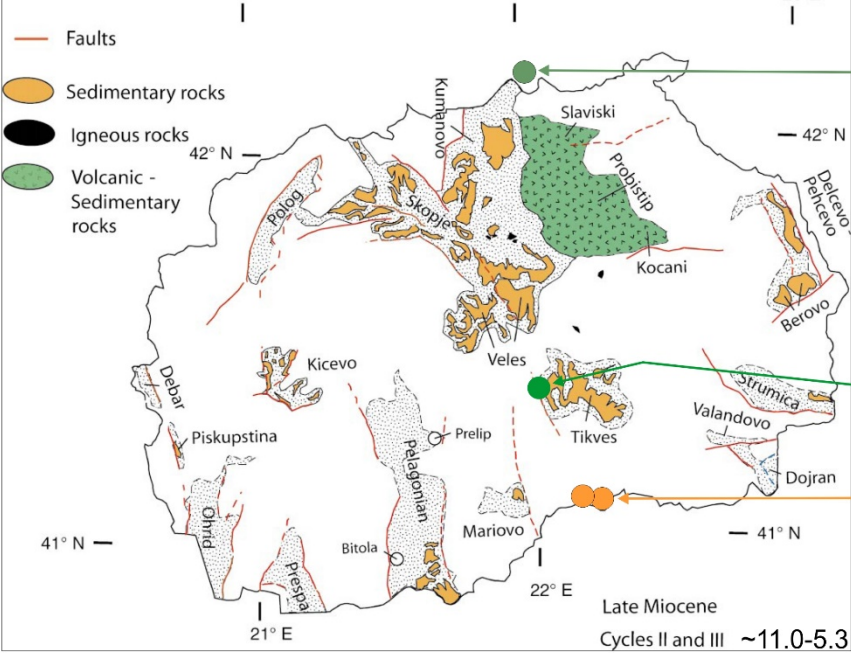 Faults
Sedimentary rocks
Igneous rocks
Volcanic -
Sedimentary
rocks
42° N
42° N
Kumanovo
Slaviski
Probistip
Kocani
Delcevo
Pehcevo
Berovo
Polog
Skopje
Veles
Kicevo
Debar
Piskupstina
Prelip
Pelagonian
Tikves
Strumica
Valandovo
Dojran
Mariovo
Ohrid
Prespa
Bitola
41° N
41° N
22° E
21° E
Late Miocene
Cycles II and III ~11.0-5.3